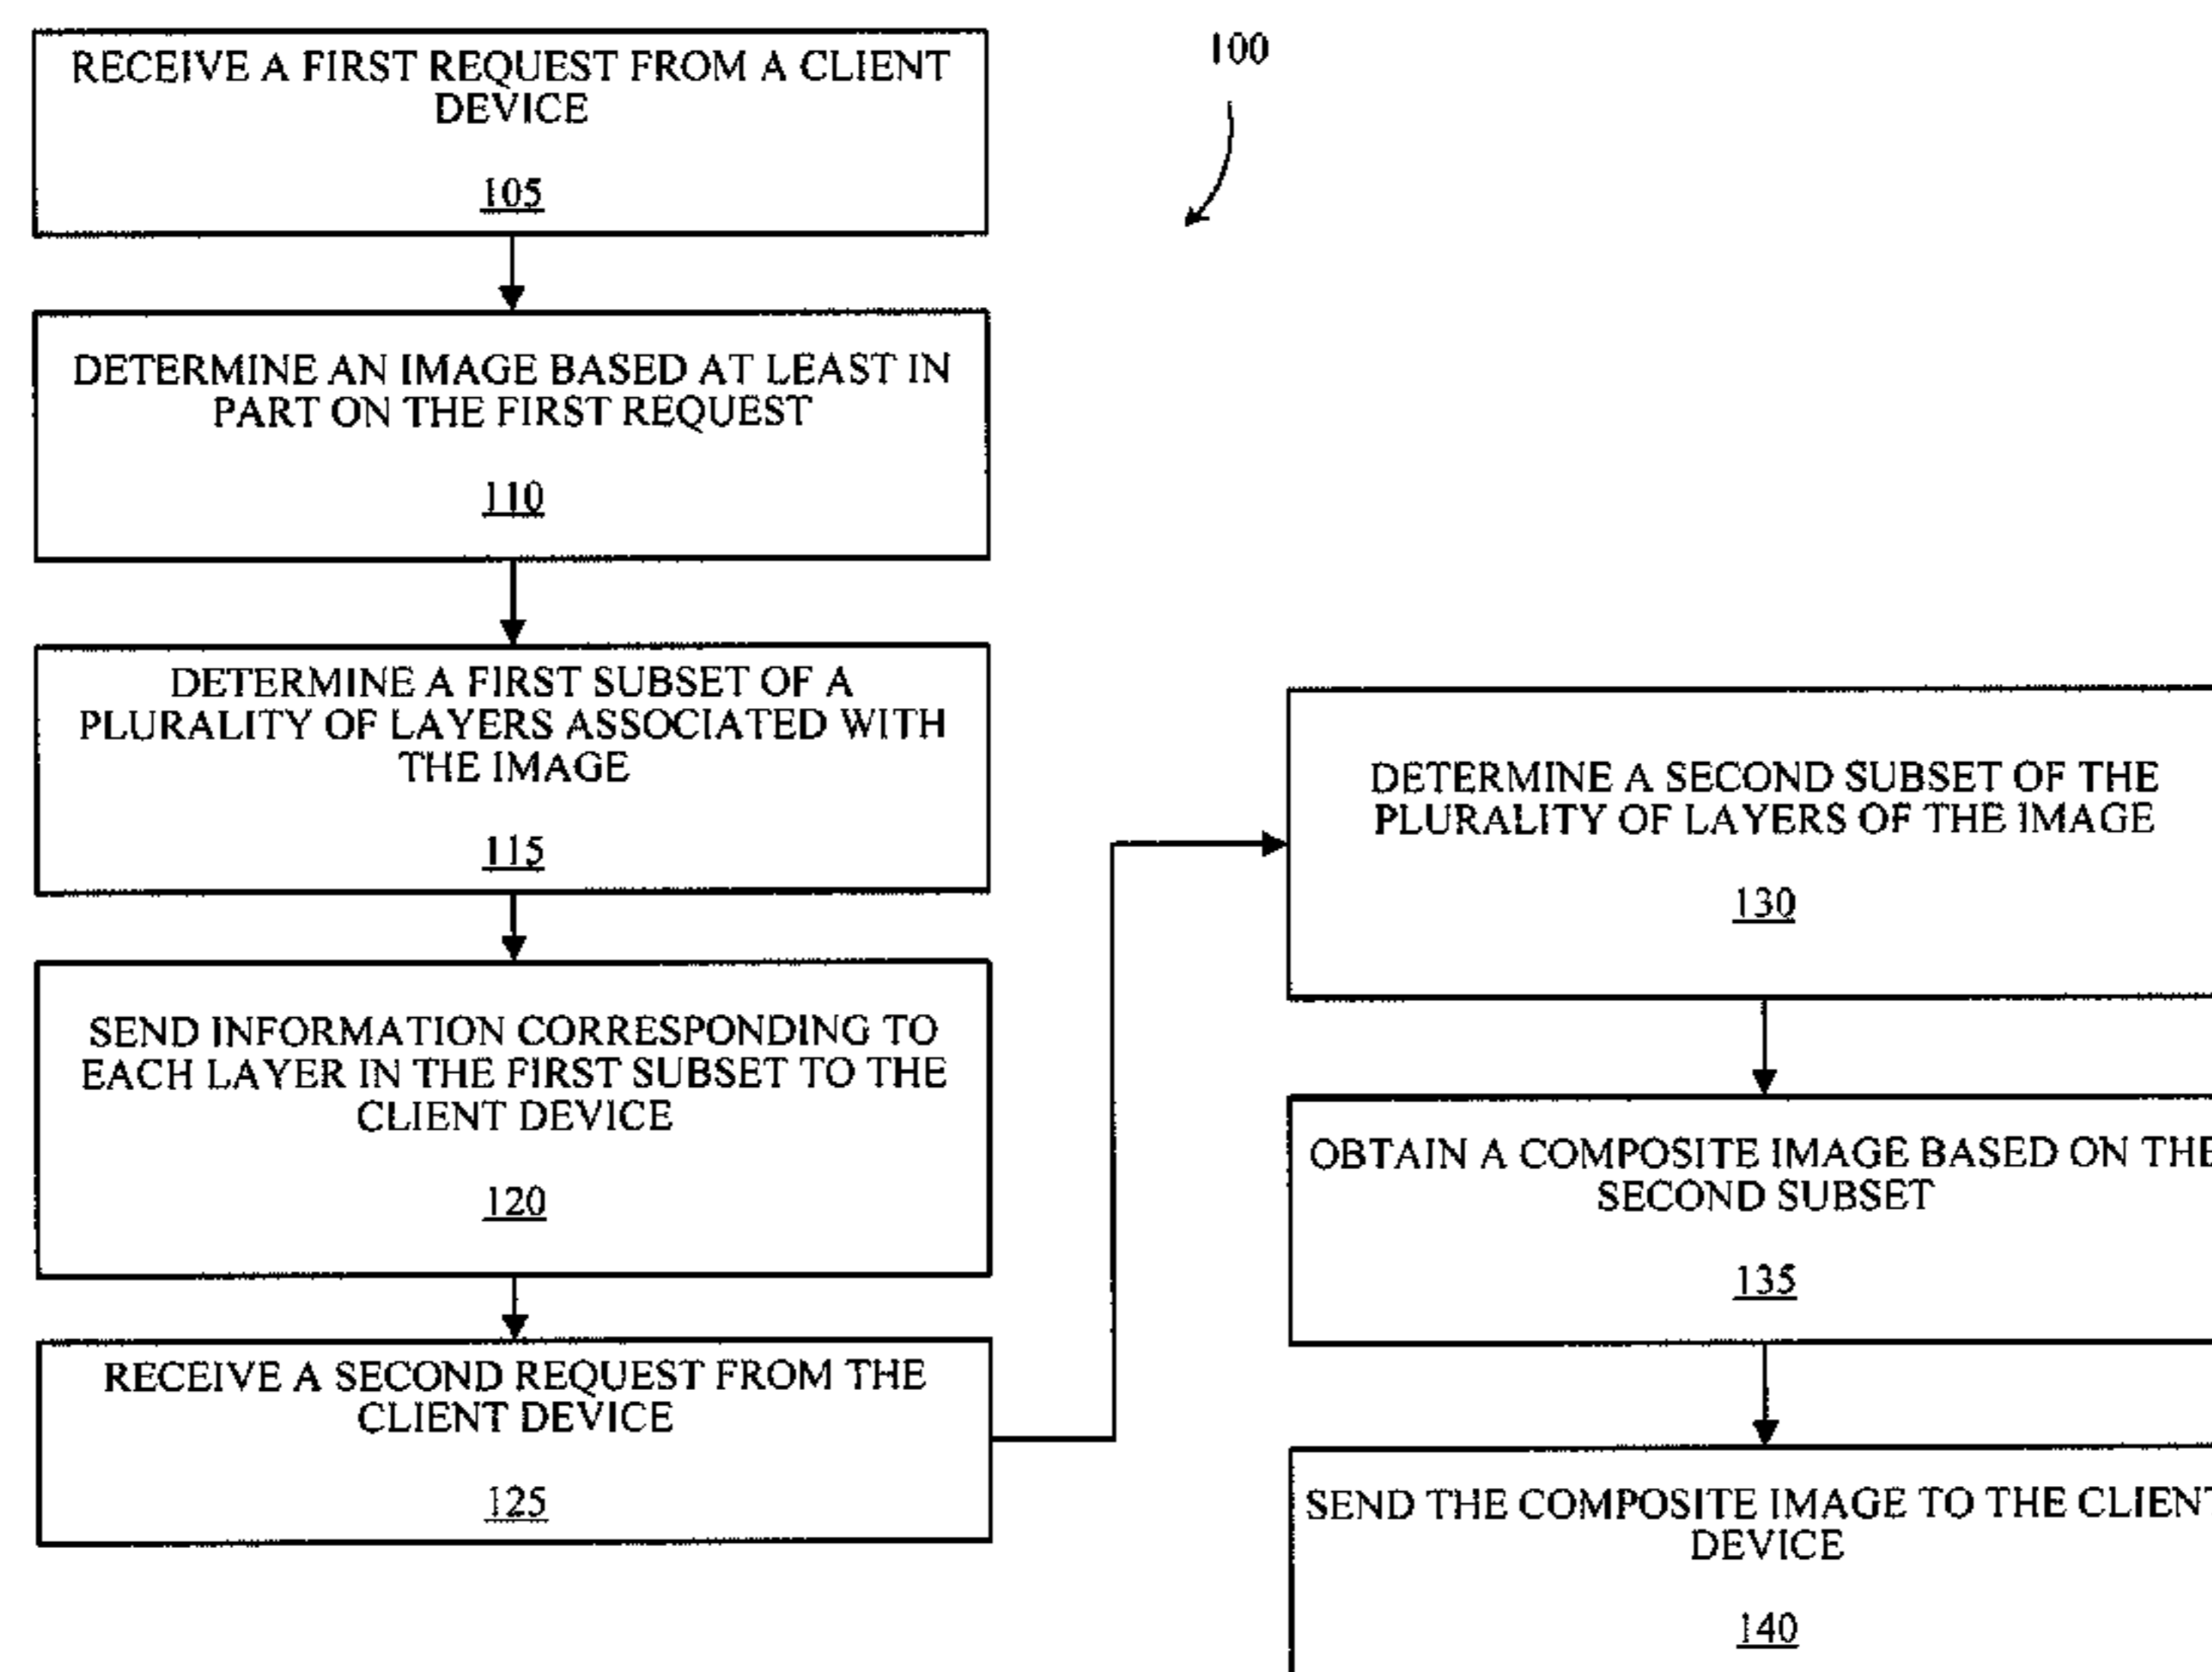 RECEIVE A FIRST REQUEST FROM A CLIENT
DEVICE
105
100
DETERMINE AN IMAGE BASED AT LEAST IN
PART ON THE FIRST REQUEST
110
DETERMINE A FIRST SUBSET OF A
PLURALITY OF LAYERS ASSOCIATED WITH
THE IMAGE
115
SEND INFORMATION CORRESPONDING TO
EACH LAYER IN THE FIRST SUBSET TO THE
CLIENT DEVICE
120
RECEIVE A SECOND REQUEST FROM THE
CLIENT DEVICE
125
DETERMINE A SECOND SUBSET OF THE
PLURALITY OF LAYERS OF THE IMAGE
130
OBTAIN A COMPOSITE IMAGE BASED ON THE
SECOND SUBSET
135
SEND THE COMPOSITE IMAGE TO THE CLIENT
DEVICE
140